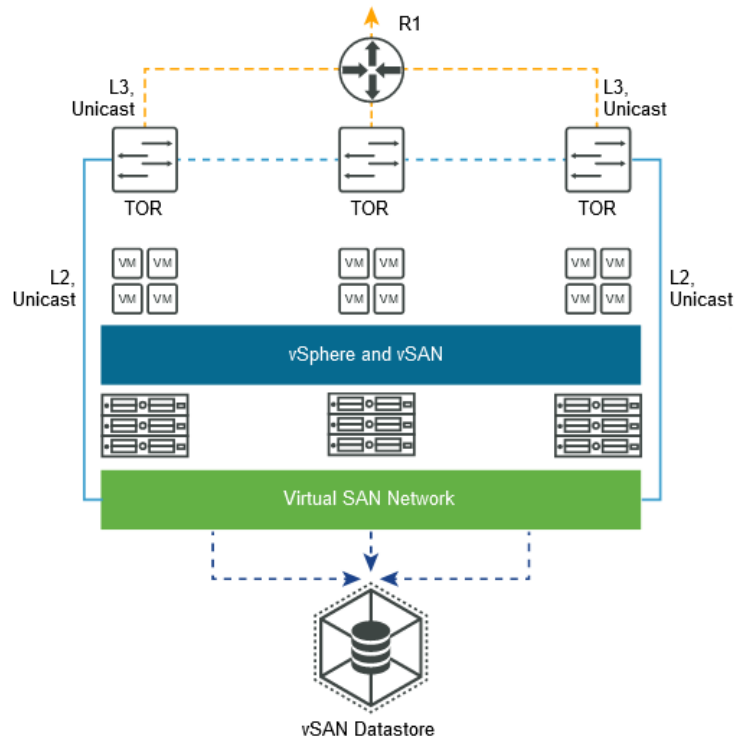 R1
L3,
Unicast
L3,
Unicast
TOR
TOR
TOR
VM VM
VM VM
VM VM
VM VM
VM VM
VM VM
L2,
Unicast
L2,
Unicast
vSphere and vSAN
Virtual SAN Network
vSAN Datastore